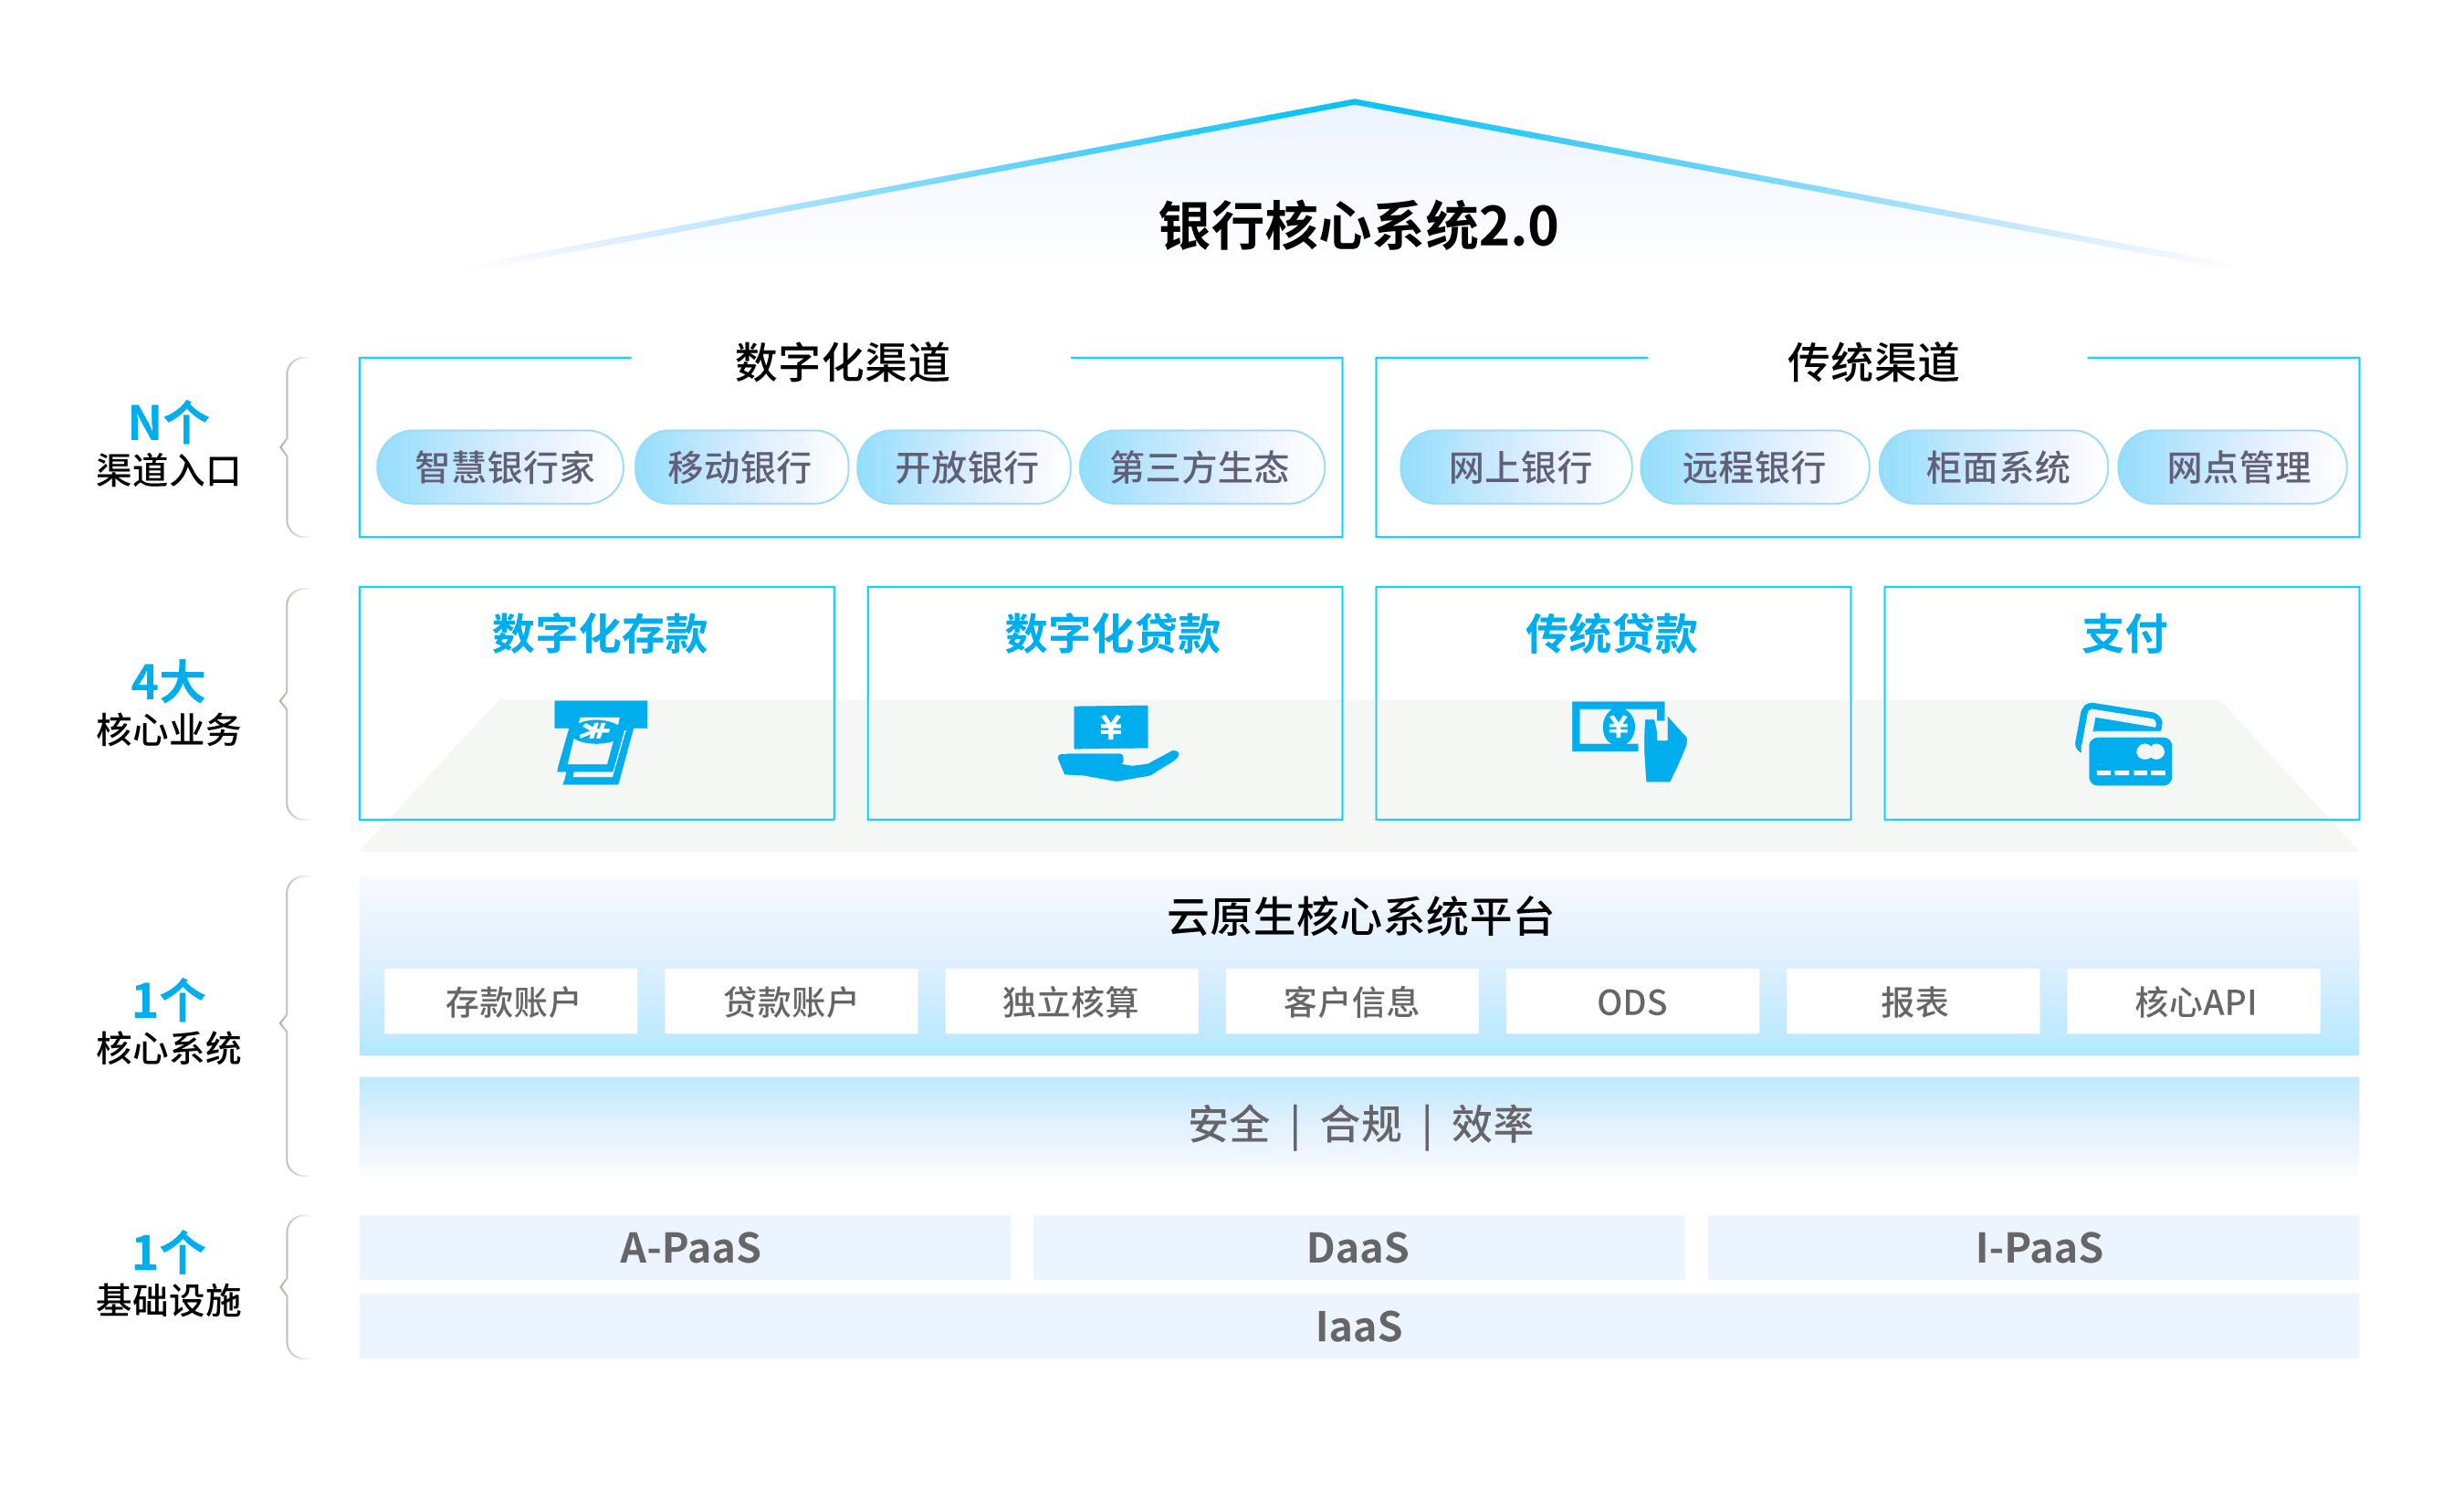 银行核心系统2.0
数字化渠道
传统渠道
N个
渠道入口
智慧银行家
移动银行
开放银行
第三方生态
网上银行
远程银行
柜面系统
网点管理
4大
核心业务
数字化存款
数字化贷款
传统总款
支付
1个
核心系统
云原生核心系统平台
存款账户
贷款账户
独立核算
客户信息
ODS
报表
核心API
安全 | 合规 | 效率
1个
基础设施
A-PaaS
DaaS
I-PaaS
IaaS